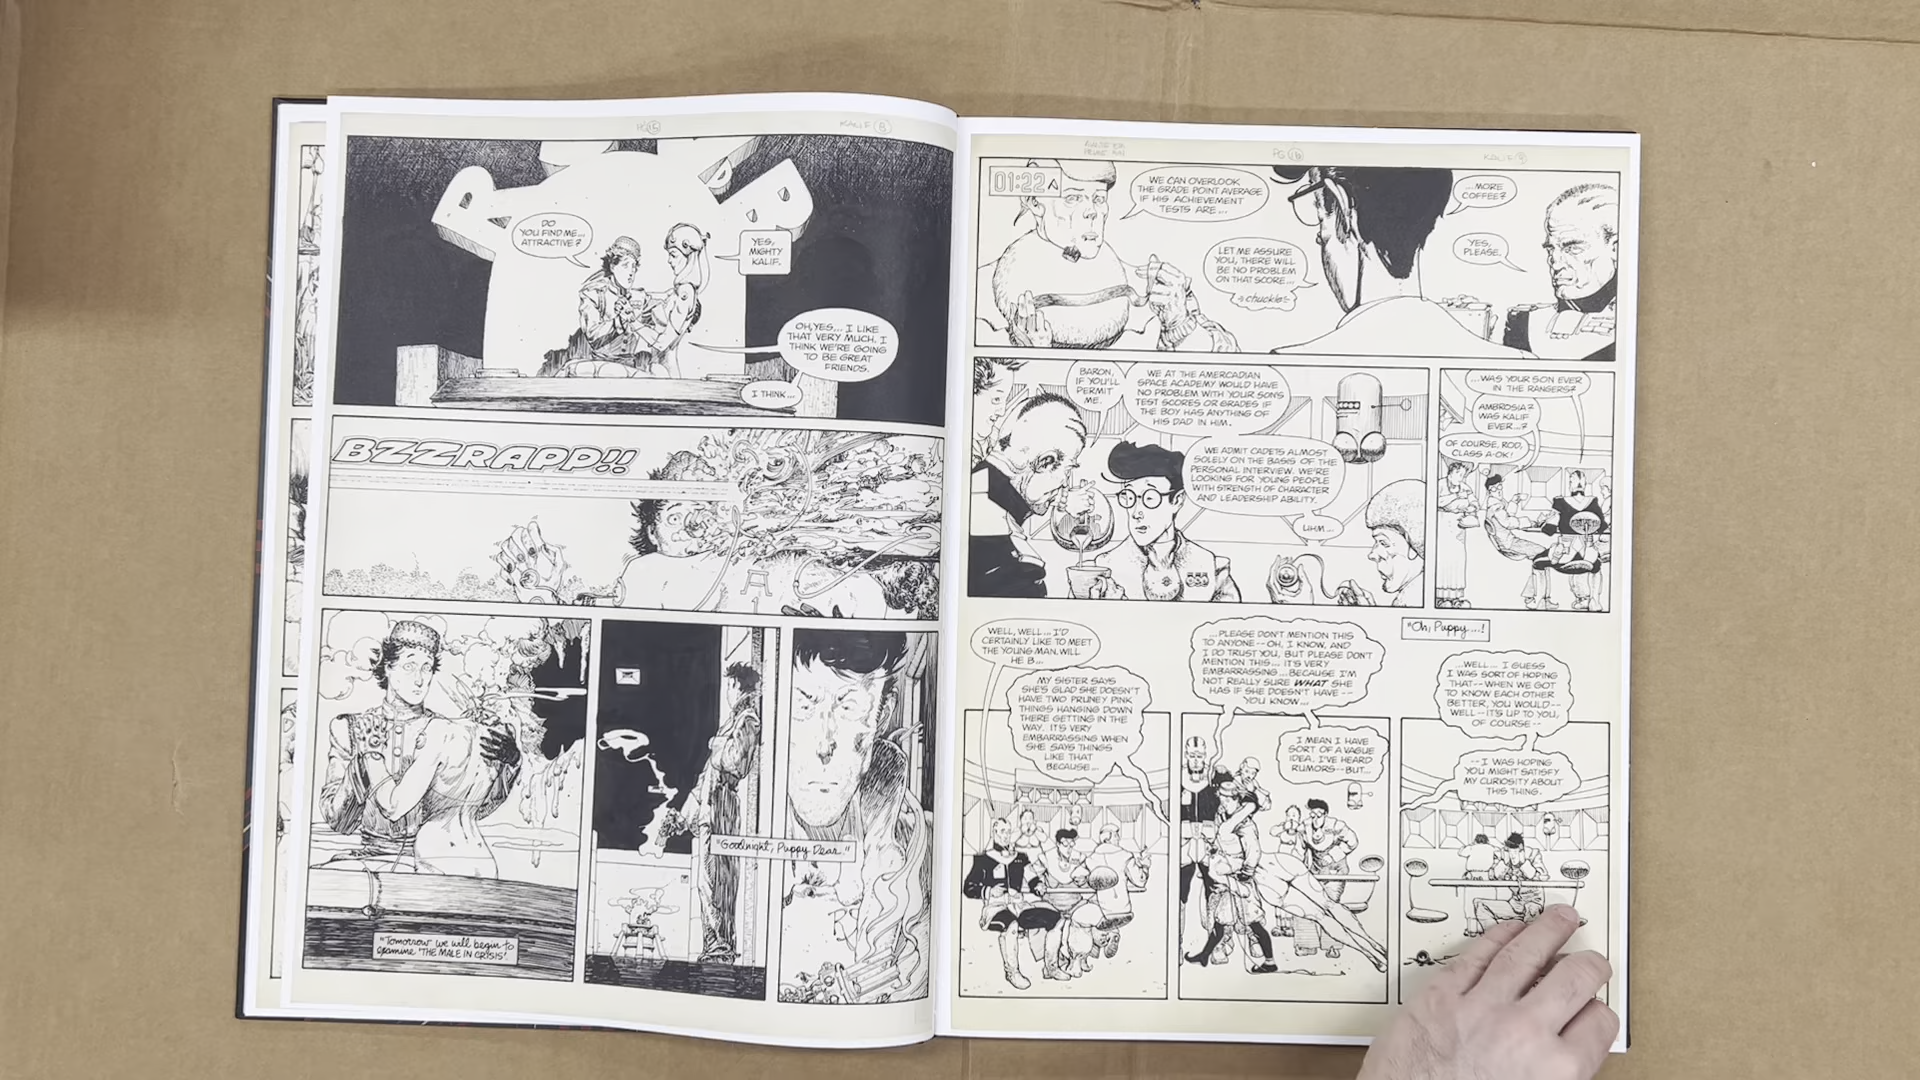 PG 15
KALIF 8
DO
YOU FIND ME...
ATTRACTIVE?
YES,
MIGHTY
KALIF.
OH, YES... I LIKE
THAT VERY MUCH. I
THINK WE'RE GOING
TO BE GREAT
FRIENDS.
I THINK...
BZZRAPP!!
"Tomorrow we will begin to
examine 'THE MALE IN CRISIS'."
"Goodnight, Puppy Dear."
PG 16
KALIF 9
01:22
WE CAN OVERLOOK
THE GRADE POINT AVERAGE
IF HIS ACHIEVEMENT
TESTS ARE...
LET ME ASSURE
YOU, THERE WILL
BE NO PROBLEM
ON THAT SCORE...
chuckle
...MORE
COFFEE?
YES,
PLEASE.
BARON,
IF YOU'LL
PERMIT
ME.
WE AT THE AMERCADIAN
SPACE ACADEMY WOULD HAVE
NO PROBLEM WITH YOUR SON'S
TEST SCORES OR GRADES IF
THE BOY HAS ANYTHING OF
HIS DAD IN HIM.
WE ADMIT CADETS ALMOST
SOLELY ON THE BASIS OF THE
PERSONAL INTERVIEW. WE'RE
LOOKING FOR YOUNG PEOPLE
WITH STRENGTH OF CHARACTER
AND LEADERSHIP ABILITY.
UHM...
...WAS YOUR SON EVER
IN THE RANGERS?
AMBROSIA?
WAS KALIF
EVER...?
OF COURSE, ROD,
CLASS A-OK!
WELL, WELL... I'D
CERTAINLY LIKE TO MEET
THE YOUNG MAN. WILL
HE B...
MY SISTER SAYS
SHE'S GLAD SHE DOESN'T
HAVE TWO PRUNEY PINK
THINGS HANGING DOWN
THERE GETTING IN THE
WAY. IT'S VERY
EMBARRASSING WHEN
SHE SAYS THINGS
LIKE THAT
BECAUSE...
...PLEASE DON'T MENTION THIS
TO ANYONE -- OH, I KNOW, AND
I DO TRUST YOU, BUT PLEASE DON'T
MENTION THIS... IT'S VERY
EMBARRASSING... BECAUSE I'M
NOT REALLY SURE WHAT SHE
HAS IF SHE DOESN'T HAVE --
YOU KNOW...
I MEAN I HAVE
SORT OF A VAGUE
IDEA. I'VE HEARD
RUMORS--BUT...
"Oh, Puppy....!
...WELL... I GUESS
I WAS SORT OF HOPING
THAT-- WHEN WE GOT
TO KNOW EACH OTHER
BETTER, YOU WOULD--
WELL--IT'S UP TO YOU,
OF COURSE--
--I WAS HOPING
YOU MIGHT SATISFY
MY CURIOSITY ABOUT
THIS THING.